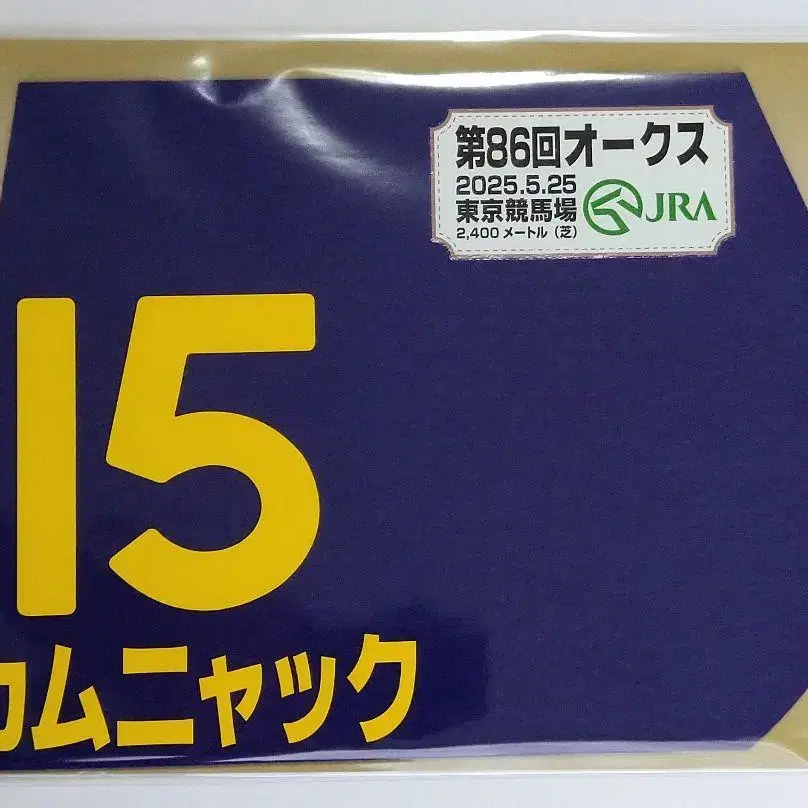 第86回オークス
2025.5.25
東京競馬場
JRA
2,400メートル（芝）
15
カムニャック